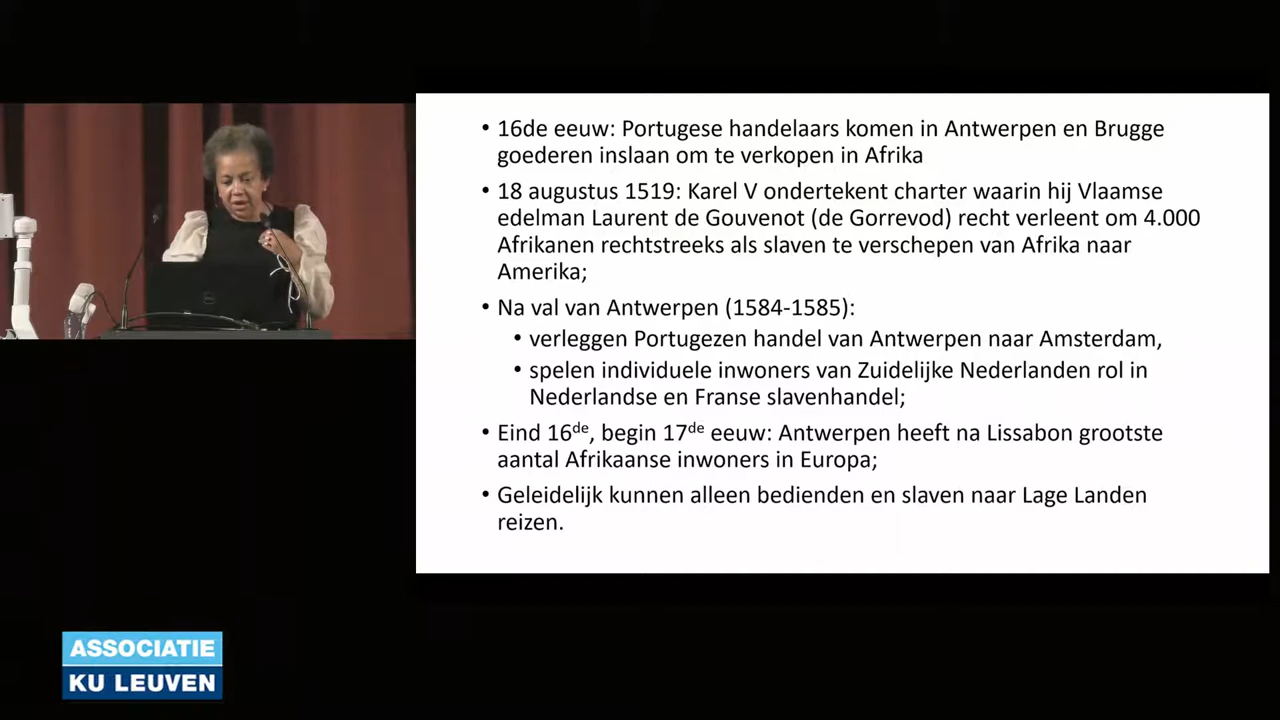 • 16de eeuw: Portugese handelaars komen in Antwerpen en Brugge
goederen inslaan om te verkopen in Afrika
• 18 augustus 1519: Karel V ondertekent charter waarin hij Vlaamse
edelman Laurent de Gouvenot (de Gorrevod) recht verleent om 4.000
Afrikanen rechtstreeks als slaven te verschepen van Afrika naar
Amerika;
• Na val van Antwerpen (1584-1585):
• verleggen Portugezen handel van Antwerpen naar Amsterdam,
• spelen individuele inwoners van Zuidelijke Nederlanden rol in
Nederlandse en Franse slavenhandel;
• Eind 16de, begin 17de eeuw: Antwerpen heeft na Lissabon grootste
aantal Afrikaanse inwoners in Europa;
• Geleidelijk kunnen alleen bedienden en slaven naar Lage Landen
reizen.
ASSOCIATIE
KU LEUVEN